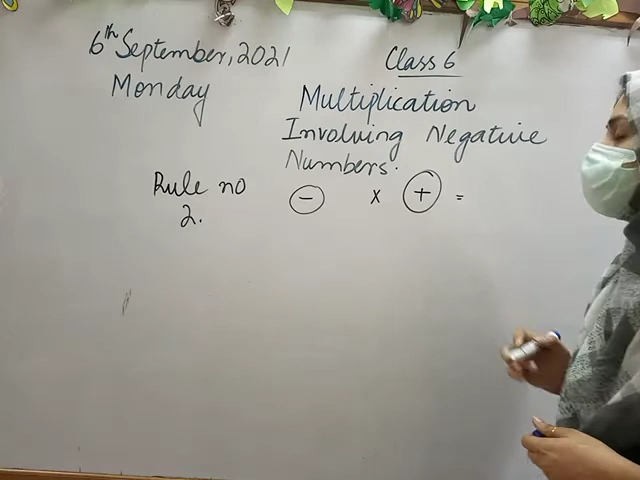 6th September, 2021
Class 6
Monday
Multiplication
Involving Negative
Numbers.
Rule no
2.
- × + =